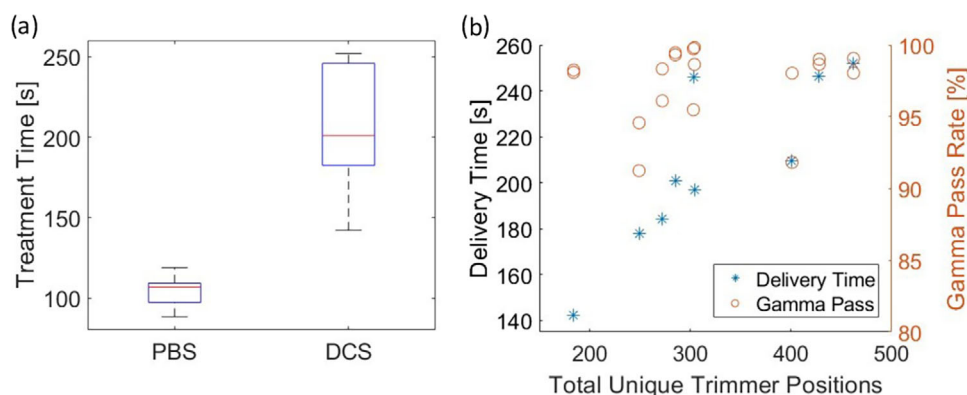 (a)
Treatment Time [s]
250
200
150
100
PBS
DCS
(b)
Delivery Time [s]
260
240
220
200
180
160
140
Gamma Pass Rate [%]
100
95
90
85
80
Delivery Time
Gamma Pass
200
300
400
500
Total Unique Trimmer Positions